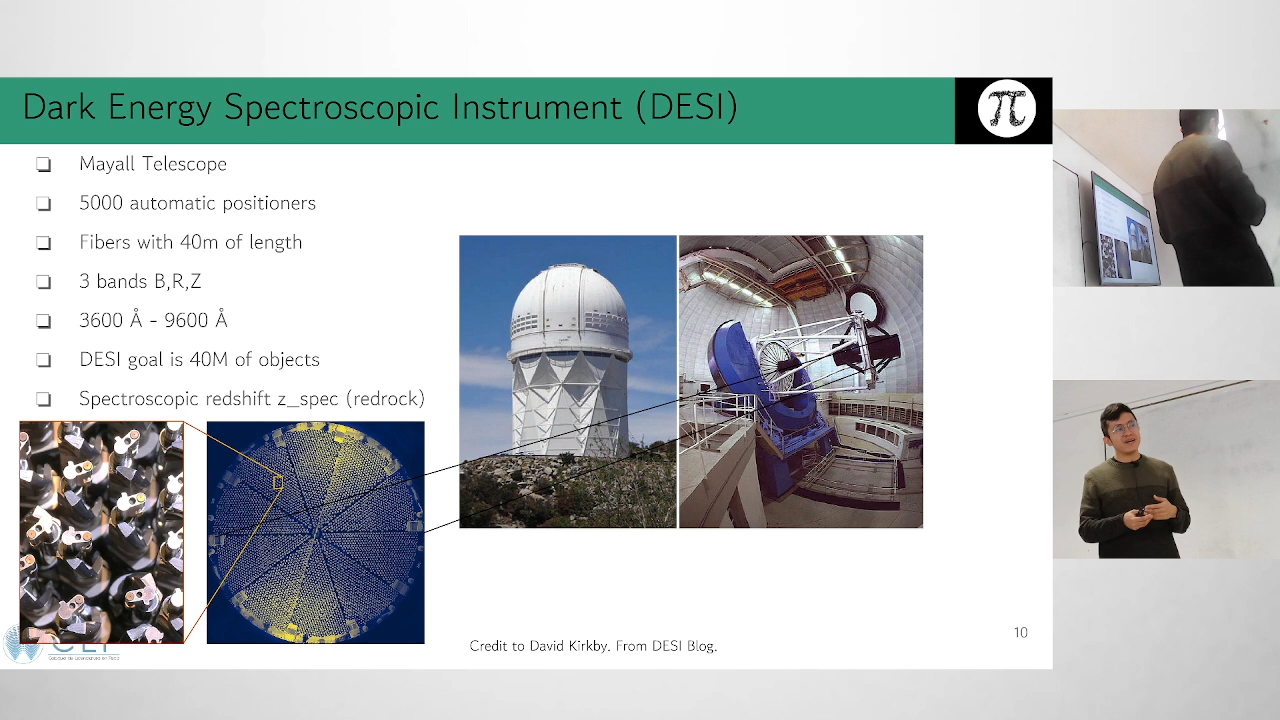 Dark Energy Spectroscopic Instrument (DESI)
π
Mayall Telescope
5000 automatic positioners
Fibers with 40m of length
3 bands B,R,Z
3600 Å - 9600 Å
DESI goal is 40M of objects
Spectroscopic redshift z_spec (redrock)
Credit to David Kirkby. From DESI Blog.
10